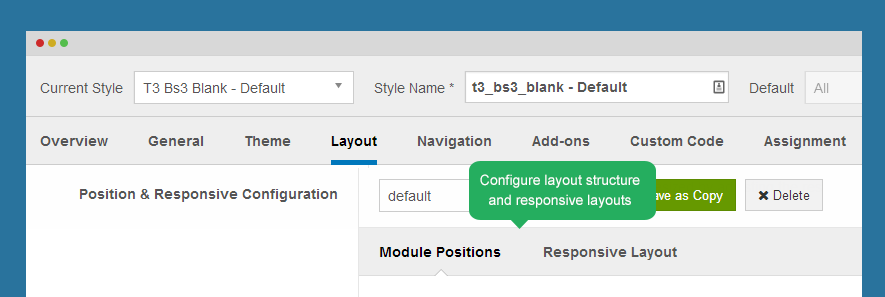 Current Style T3 Bs3 Blank - Default Style Name * t3_bs3_blank - Default Default All
Overview General Theme Layout Navigation Add-ons Custom Code Assignment
Position & Responsive Configuration default as Copy Delete
Configure layout structure
and responsive layouts
Module Positions Responsive Layout